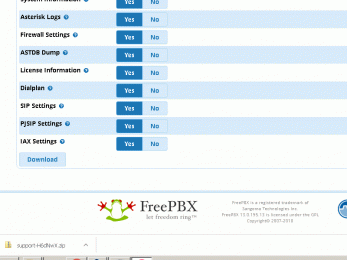 System Information Yes No
Asterisk Logs Yes No
Firewall Settings Yes No
ASTDB Dump Yes No
License Information Yes No
Dialplan Yes No
SIP Settings Yes No
PJSIP Settings Yes No
IAX Settings Yes No
Download
FreePBX
let freedom ring™
FreePBX is a registered trademark of
Sangoma Technologies Inc.
FreePBX 13.0.195.13 is licensed under the GPL
Copyright© 2007-2018
support-H6dNwX.zip